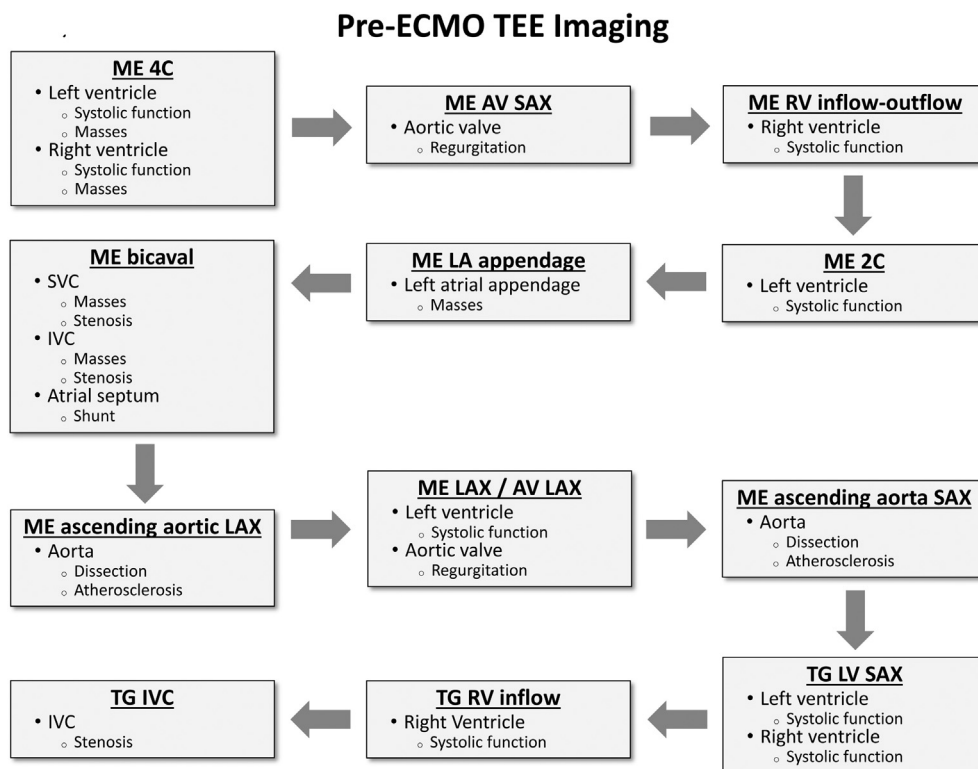 Pre-ECMO TEE Imaging
ME 4C
• Left ventricle
○ Systolic function
○ Masses
• Right ventricle
○ Systolic function
○ Masses
ME AV SAX
• Aortic valve
○ Regurgitation
ME RV inflow-outflow
• Right ventricle
○ Systolic function
ME 2C
• Left ventricle
○ Systolic function
ME LA appendage
• Left atrial appendage
○ Masses
ME bicaval
• SVC
○ Masses
○ Stenosis
• IVC
○ Masses
○ Stenosis
• Atrial septum
○ Shunt
ME ascending aortic LAX
• Aorta
○ Dissection
○ Atherosclerosis
ME LAX / AV LAX
• Left ventricle
○ Systolic function
• Aortic valve
○ Regurgitation
ME ascending aorta SAX
• Aorta
○ Dissection
○ Atherosclerosis
TG LV SAX
• Left ventricle
○ Systolic function
• Right ventricle
○ Systolic function
TG RV inflow
• Right Ventricle
○ Systolic function
TG IVC
• IVC
○ Stenosis